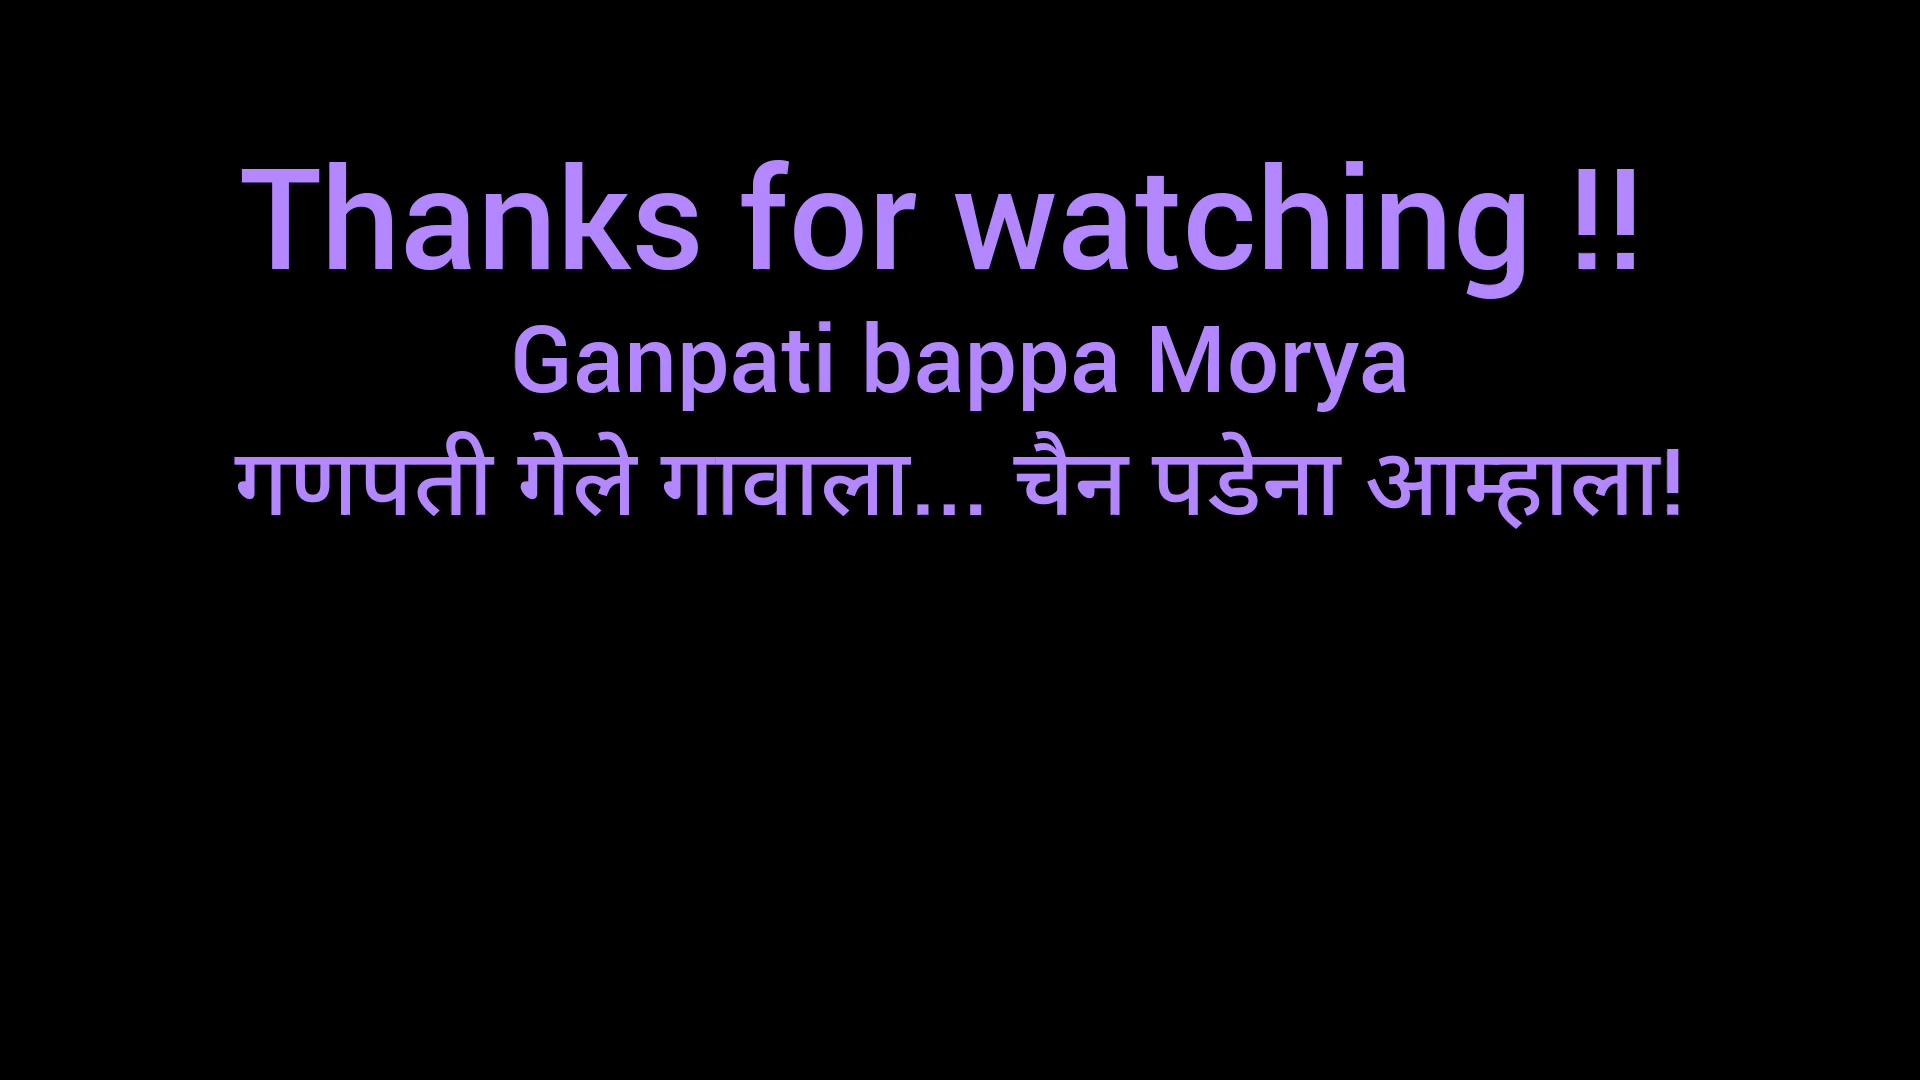 Thanks for watching !!
Ganpati bappa Morya
गणपती गेले गावाला... चैन पडेना आम्हाला!